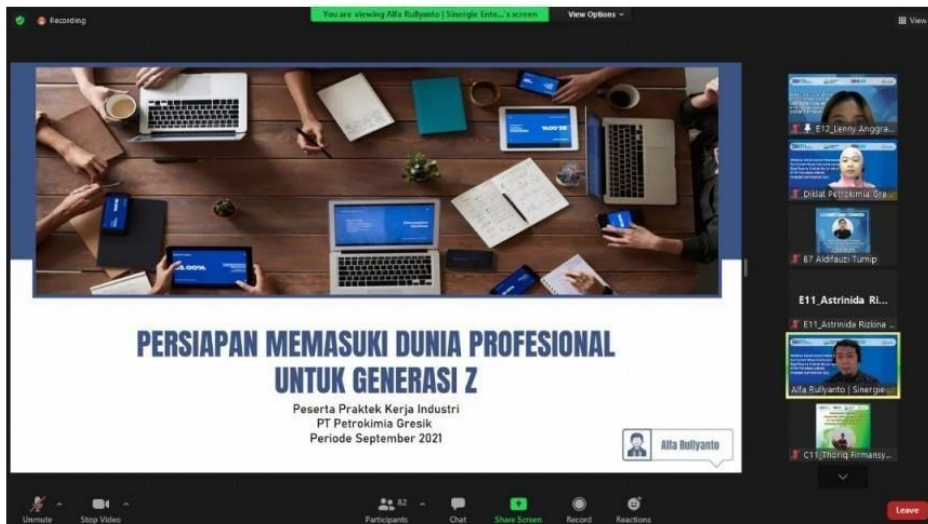 Recording
You are viewing Alfa Rullyanto | Sinergie Ente...'s screen
View Options
View
PERSIAPAN MEMASUKI DUNIA PROFESIONAL
UNTUK GENERASI Z
Peserta Praktek Kerja Industri
PT Petrokimia Gresik
Periode September 2021
Alfa Rullyanto
E12_Lenny Anggra...
Diklat Petrokimia Gre...
B7 Aldifauzi Turnip
E11_Astrinida Ri...
E11_Astrinida Rizkina ...
Alfa Rullyanto | Sinergie ...
C11_Thoriq Firmansy...
Unmute
Stop Video
82
Participants
Chat
Share Screen
Record
Reactions
Leave